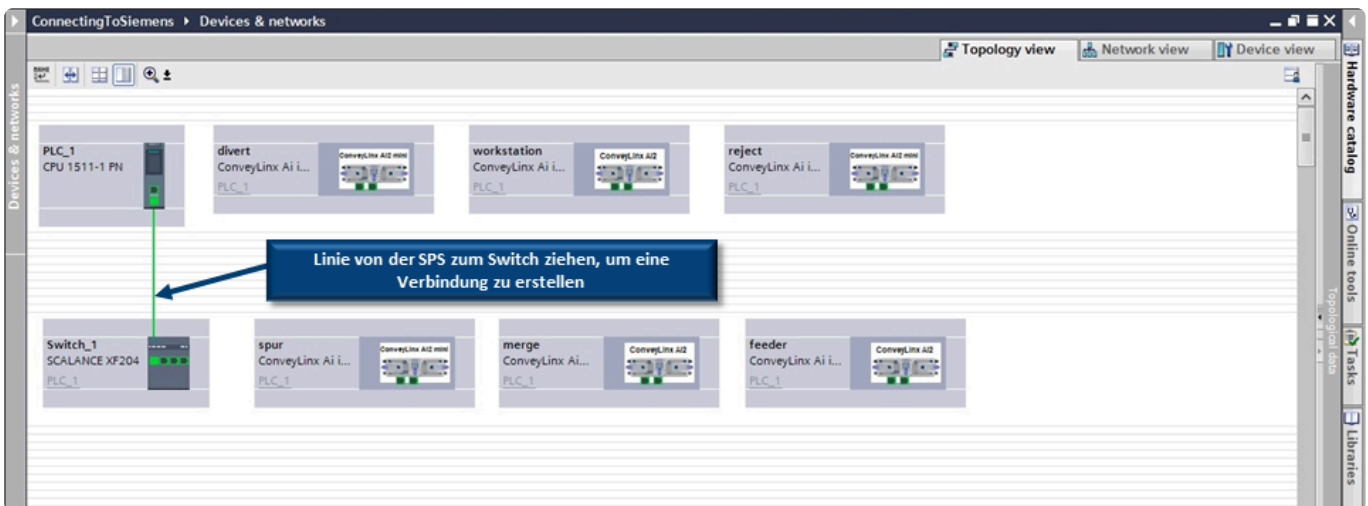 ConnectingToSiemens ▸ Devices & networks
Topology view
Network view
Device view
Devices & networks
PLC_1
CPU 1511-1 PN
divert
ConveyLinx Ai i...
PLC_1
ConveyLinx Ai2 mini
workstation
ConveyLinx Ai i...
PLC_1
ConveyLinx Ai2
reject
ConveyLinx Ai i...
PLC_1
ConveyLinx Ai2 mini
Linie von der SPS zum Switch ziehen, um eine
Verbindung zu erstellen
Switch_1
SCALANCE XF204
PLC_1
spur
ConveyLinx Ai i...
PLC_1
ConveyLinx Ai2 mini
merge
ConveyLinx Ai...
PLC_1
ConveyLinx Ai2
feeder
ConveyLinx Ai i...
PLC_1
ConveyLinx Ai2
Topological data
Hardware catalog
Online tools
Tasks
Libraries